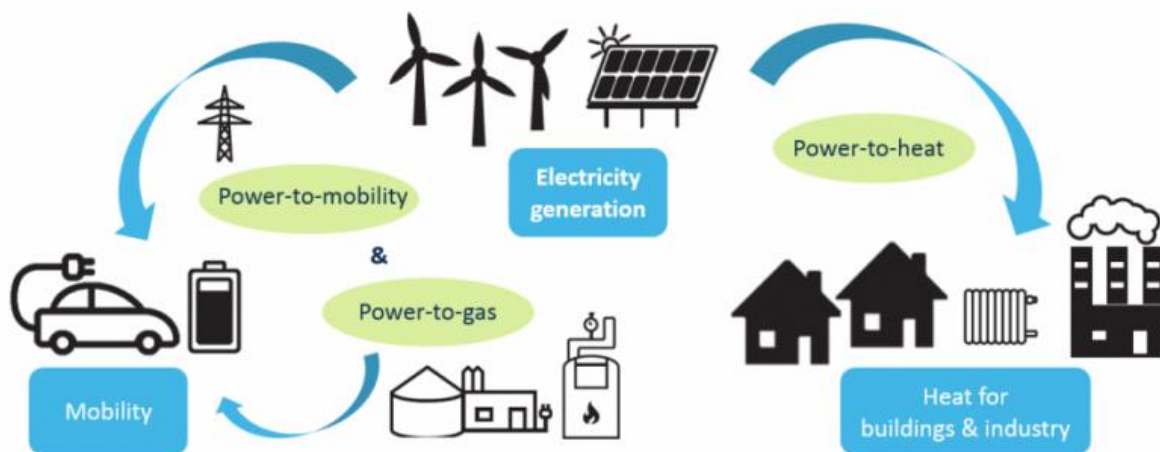 Power-to-mobility
&
Power-to-gas
Mobility
Electricity
generation
Power-to-heat
Heat for
buildings & industry